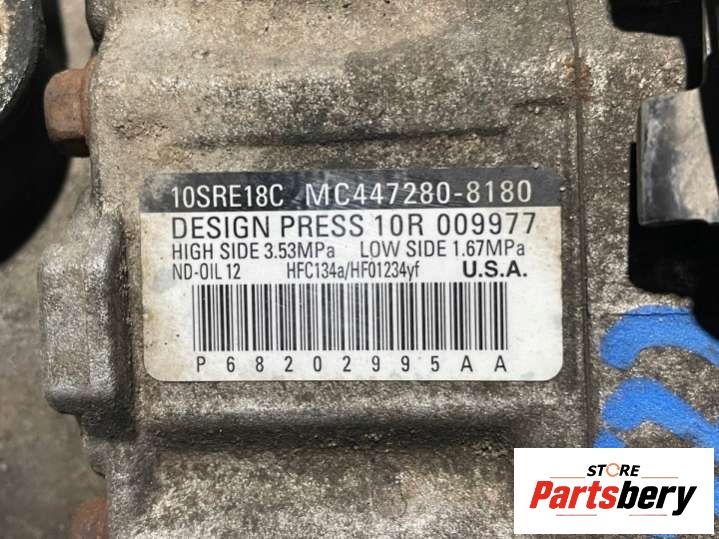 10SRE18C MC447280-8180
DESIGN PRESS 10R 009977
HIGH SIDE 3.53MPa LOW SIDE 1.67MPa
ND-OIL 12 HFC134a/HFO1234yf U.S.A.
P68202995AA
STORE
Partsbery